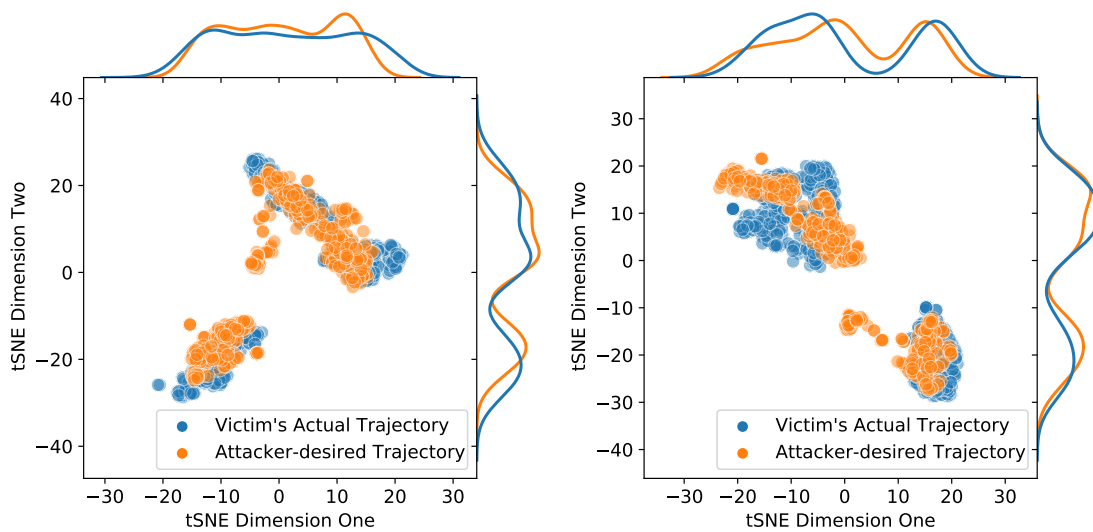 40
20
0
−20
−40
tSNE Dimension Two
Victim's Actual Trajectory
Attacker-desired Trajectory
−30 −20 −10 0 10 20 30
tSNE Dimension One
30
20
10
0
−10
−20
−30
−40
tSNE Dimension Two
Victim's Actual Trajectory
Attacker-desired Trajectory
−30 −20 −10 0 10 20 30
tSNE Dimension One